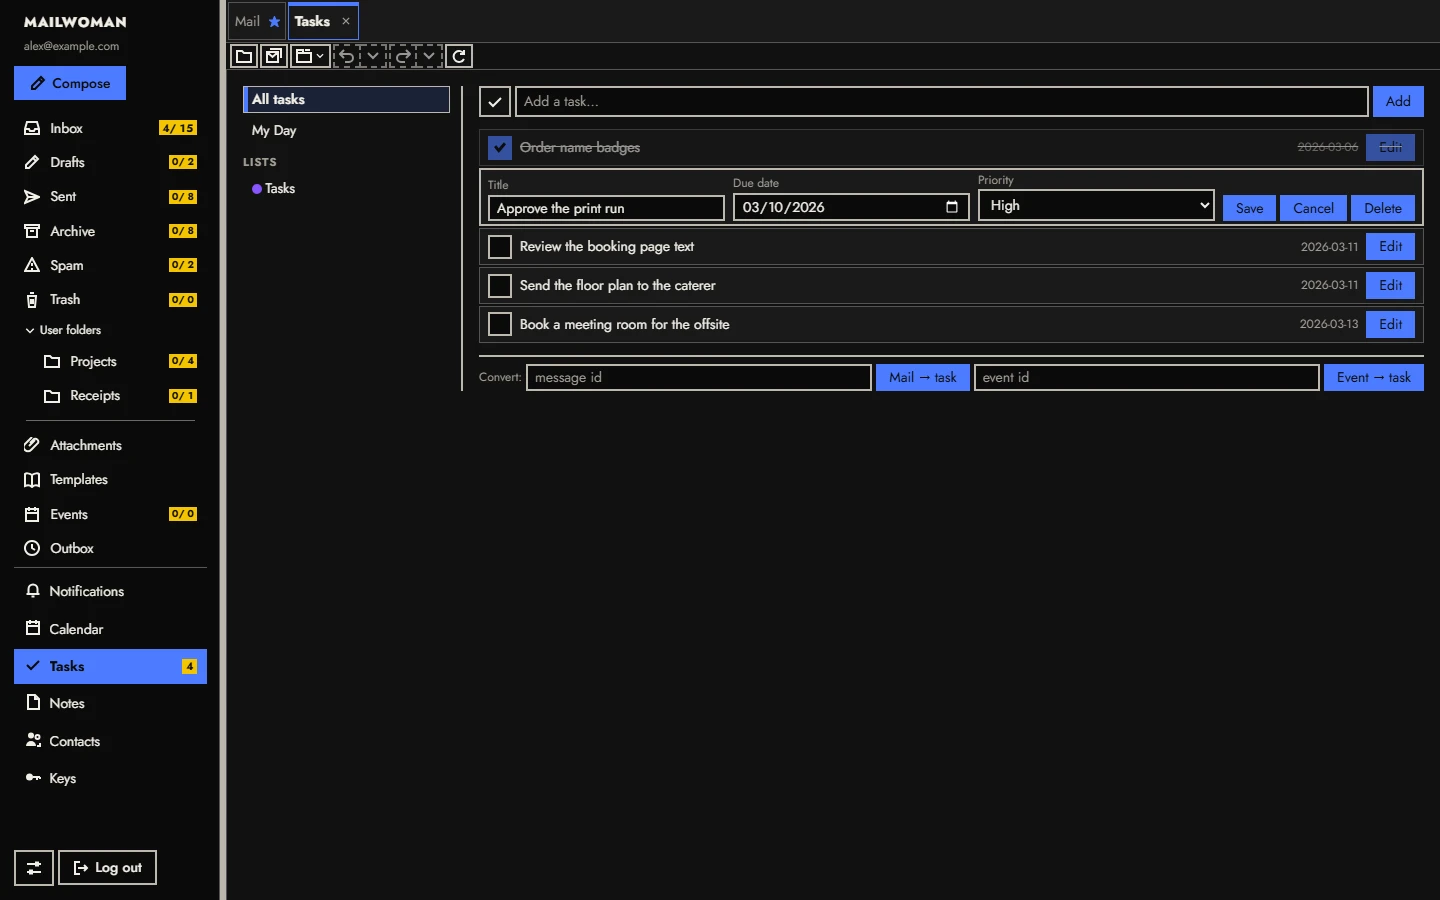 MAILWOMAN
alex@example.com
Compose
Inbox 4/ 15
Drafts 0/ 2
Sent 0/ 8
Archive 0/ 8
Spam 0/ 2
Trash 0/ 0
User folders
Projects 0/ 4
Receipts 0/ 1
Attachments
Templates
Events 0/ 0
Outbox
Notifications
Calendar
Tasks 4
Notes
Contacts
Keys
Log out
Mail Tasks ×
All tasks
My Day
LISTS
Tasks
Add a task... Add
Order name badges 2026-03-06 Edit
Title Due date Priority
Approve the print run 03/10/2026 High Save Cancel Delete
Review the booking page text 2026-03-11 Edit
Send the floor plan to the caterer 2026-03-11 Edit
Book a meeting room for the offsite 2026-03-13 Edit
Convert: message id Mail → task event id Event → task